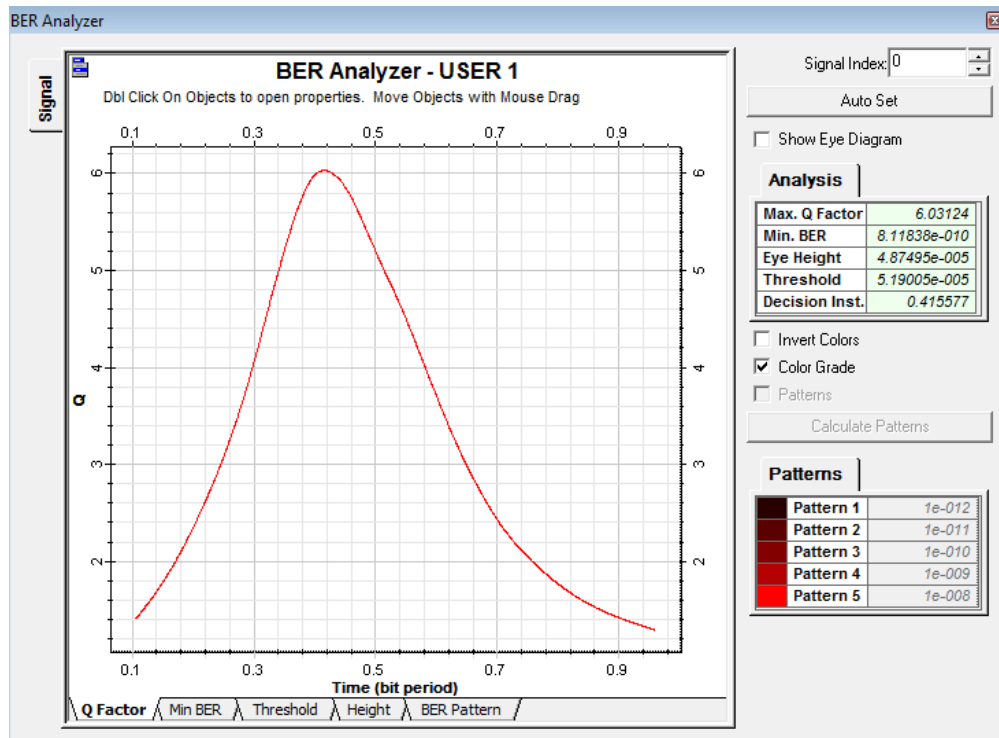 BER Analyzer
Signal
BER Analyzer - USER 1
Dbl Click On Objects to open properties.  Move Objects with Mouse Drag
0.1 0.3 0.5 0.7 0.9
6 6
5 5
4 4
Q
3 3
2 2
0.1 0.3 0.5 0.7 0.9
Time (bit period)
Q Factor Min BER Threshold Height BER Pattern
Signal Index: 0
Auto Set
Show Eye Diagram
Analysis
Max. Q Factor 6.03124
Min. BER 8.11838e-010
Eye Height 4.87495e-005
Threshold 5.19005e-005
Decision Inst. 0.415577
Invert Colors
Color Grade
Patterns
Calculate Patterns
Patterns
Pattern 1 1e-012
Pattern 2 1e-011
Pattern 3 1e-010
Pattern 4 1e-009
Pattern 5 1e-008